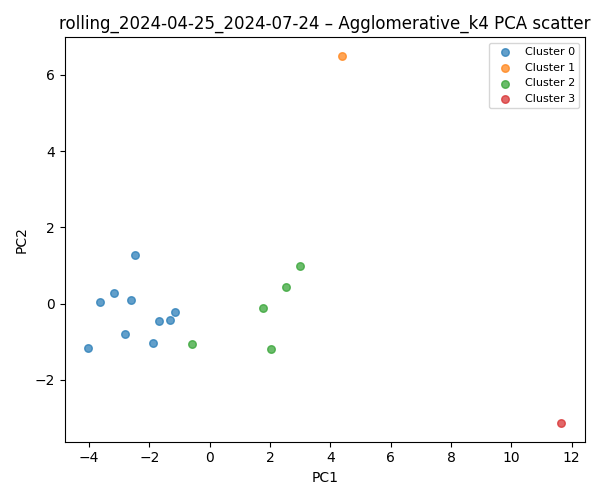 rolling_2024-04-25_2024-07-24 – Agglomerative_k4 PCA scatter
Cluster 0
Cluster 1
Cluster 2
Cluster 3
6
4
2
0
−2
PC2
−4
−2
0
2
4
6
8
10
12
PC1